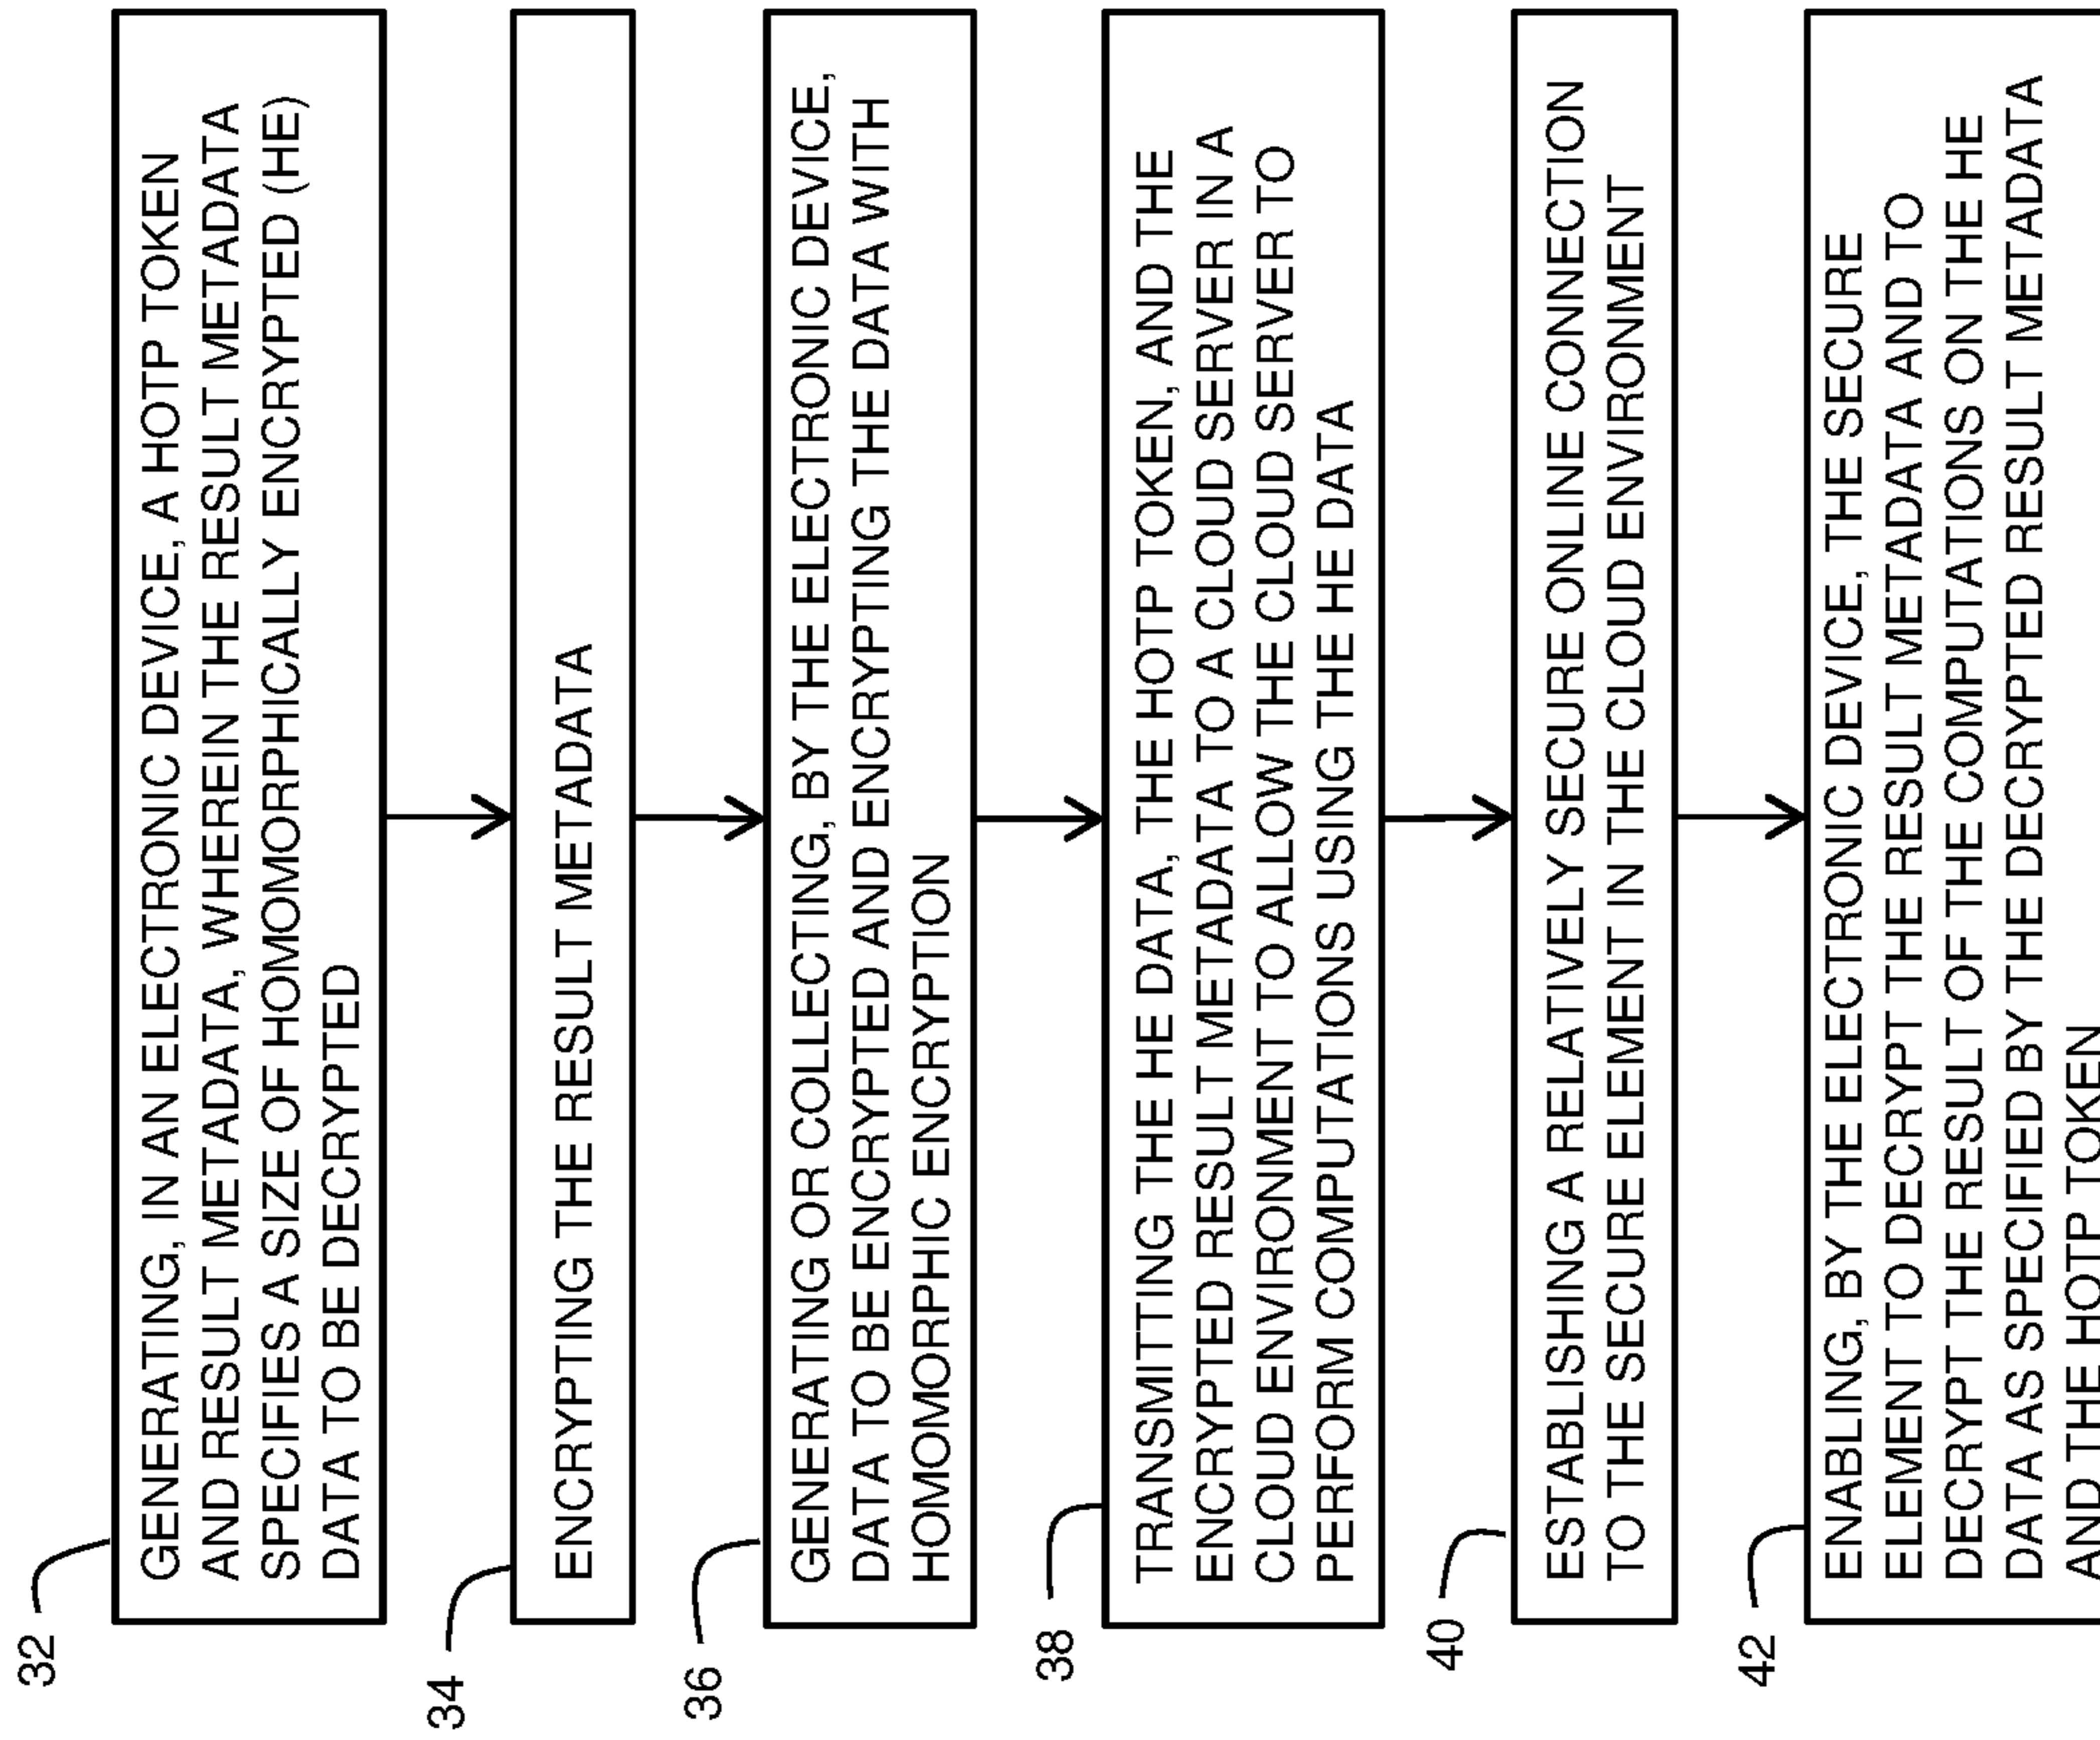 32
GENERATING, IN AN ELECTRONIC DEVICE, A HOTP TOKEN
AND RESULT METADATA, WHEREIN THE RESULT METADATA
SPECIFIES A SIZE OF HOMOMORPHICALLY ENCRYPTED (HE)
DATA TO BE DECRYPTED
34
ENCRYPTING THE RESULT METADATA
36
GENERATING OR COLLECTING, BY THE ELECTRONIC DEVICE,
DATA TO BE ENCRYPTED AND ENCRYPTING THE DATA WITH
HOMOMORPHIC ENCRYPTION
38
TRANSMITTING THE HE DATA, THE HOTP TOKEN, AND THE
ENCRYPTED RESULT METADATA TO A CLOUD SERVER IN A
CLOUD ENVIRONMENT TO ALLOW THE CLOUD SERVER TO
PERFORM COMPUTATIONS USING THE HE DATA
40
ESTABLISHING A RELATIVELY SECURE ONLINE CONNECTION
TO THE SECURE ELEMENT IN THE CLOUD ENVIRONMENT
42
ENABLING, BY THE ELECTRONIC DEVICE, THE SECURE
ELEMENT TO DECRYPT THE RESULT METADATA AND TO
DECRYPT THE RESULT OF THE COMPUTATIONS ON THE HE
DATA AS SPECIFIED BY THE DECRYPTED RESULT METADATA
AND THE HOTP TOKEN